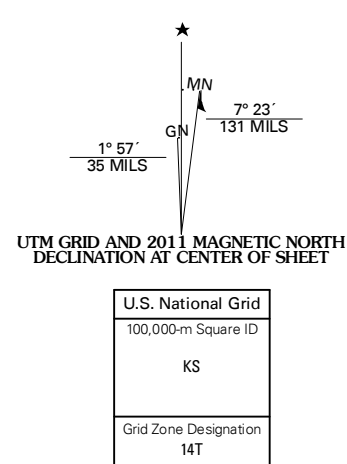 ★
MN
7° 23´
131 MILS
GN
1° 57´
35 MILS
UTM GRID AND 2011 MAGNETIC NORTH
DECLINATION AT CENTER OF SHEET
U.S. National Grid
100,000-m Square ID
KS
Grid Zone Designation
14T